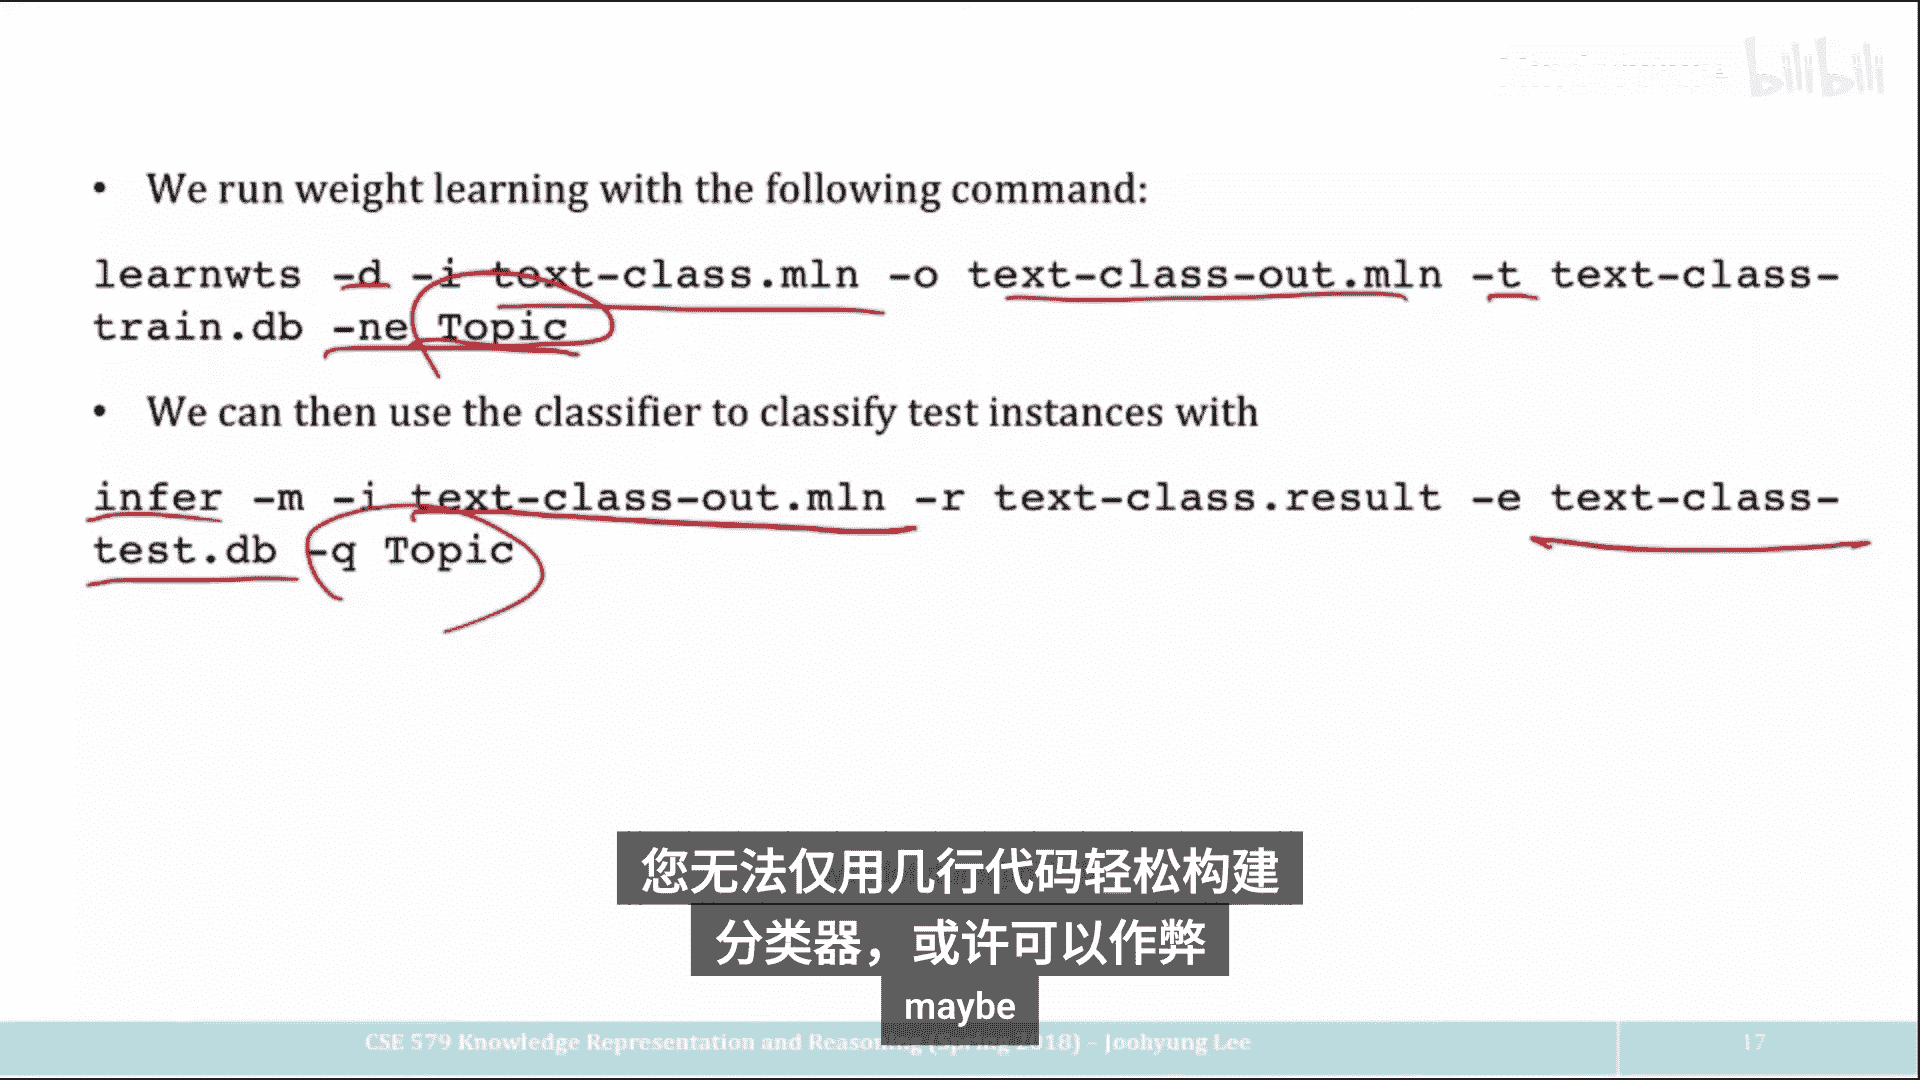 bilibili
• We run weight learning with the following command:
learnwts -d -i text-class.mln -o text-class-out.mln -t text-class-
train.db -ne Topic
• We can then use the classifier to classify test instances with
infer -m -i text-class-out.mln -r text-class.result -e text-class-
test.db -q Topic
您无法仅用几行代码轻松构建
分类器，或许可以作弊
maybe
CSE 579 Knowledge Representation and Reasoning (Spring 2018) – Joohyung Lee
17